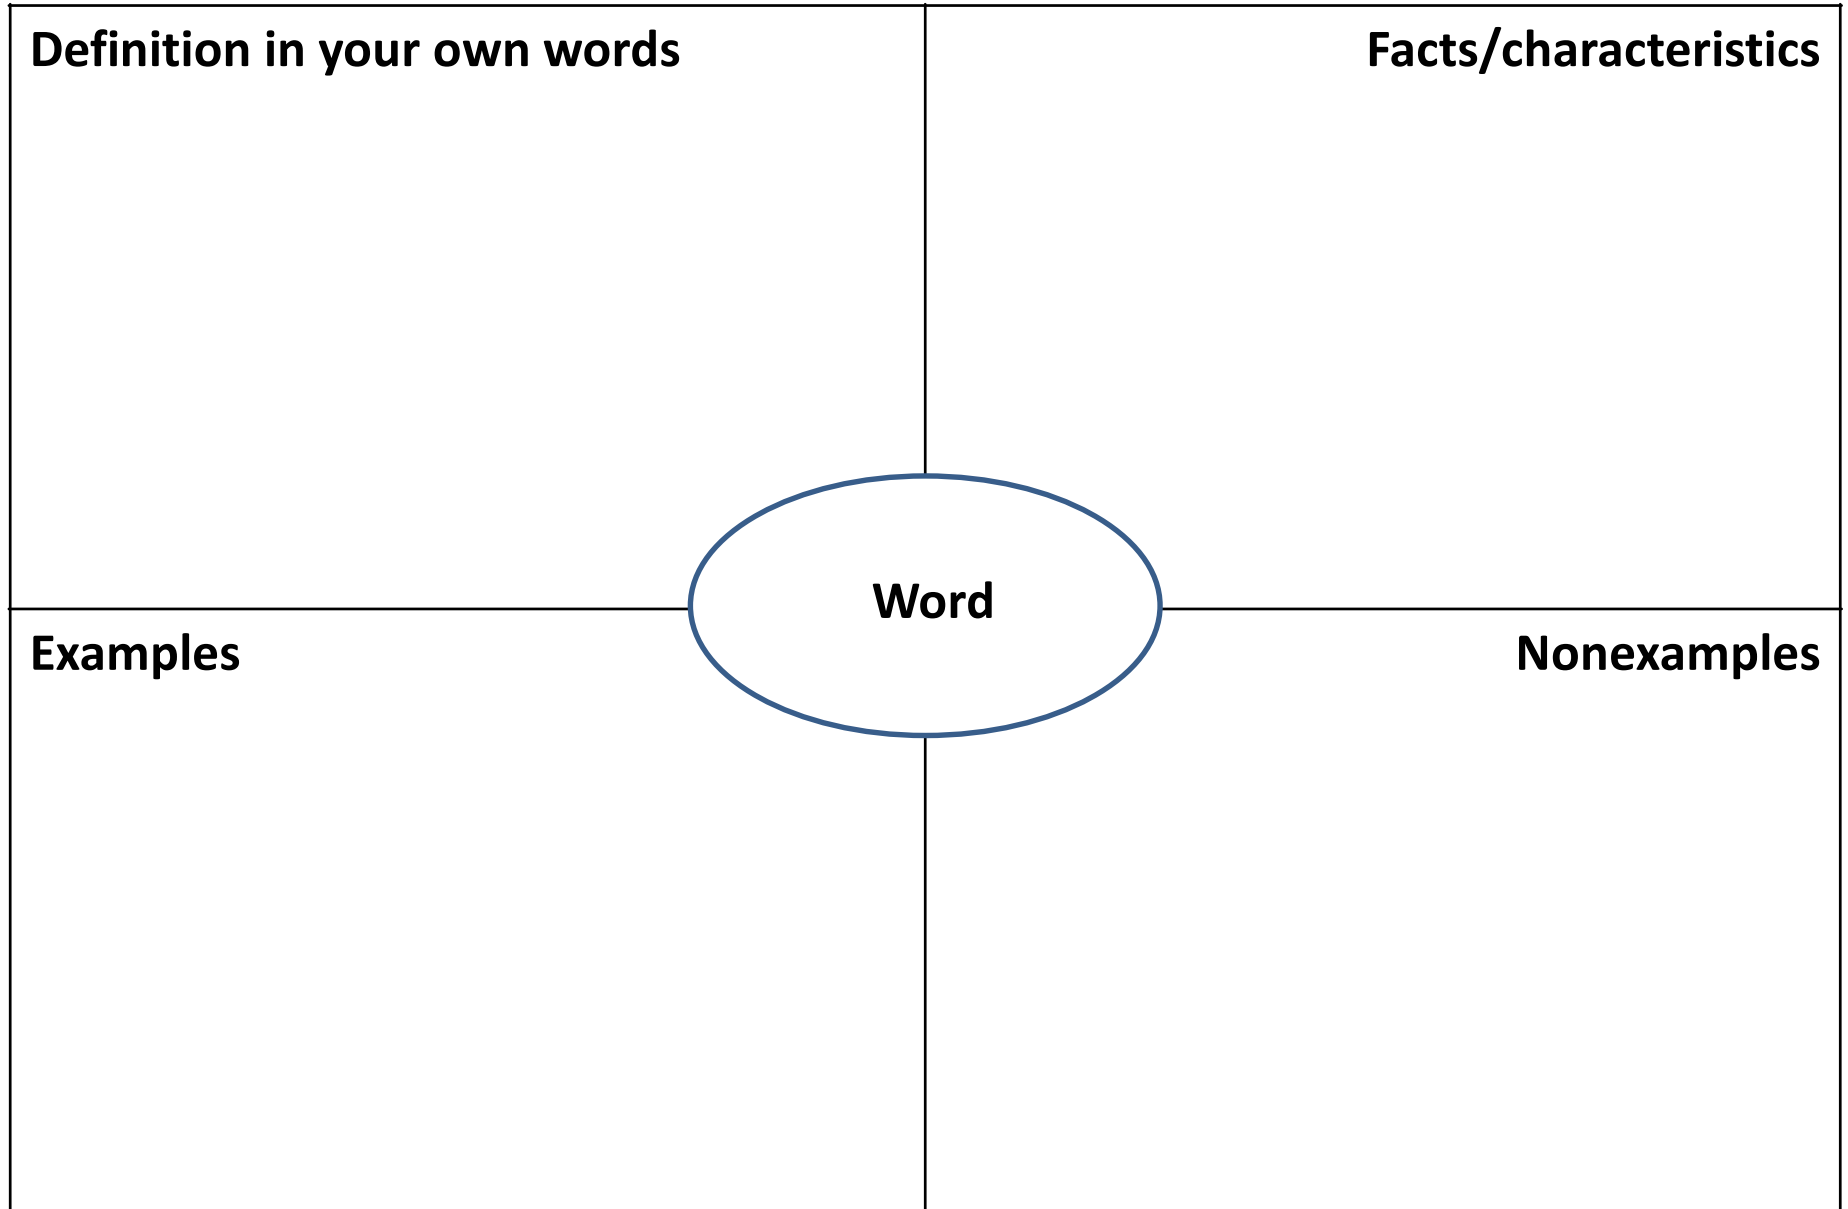 Definition in your own words
Facts/characteristics
Word
Examples
Nonexamples